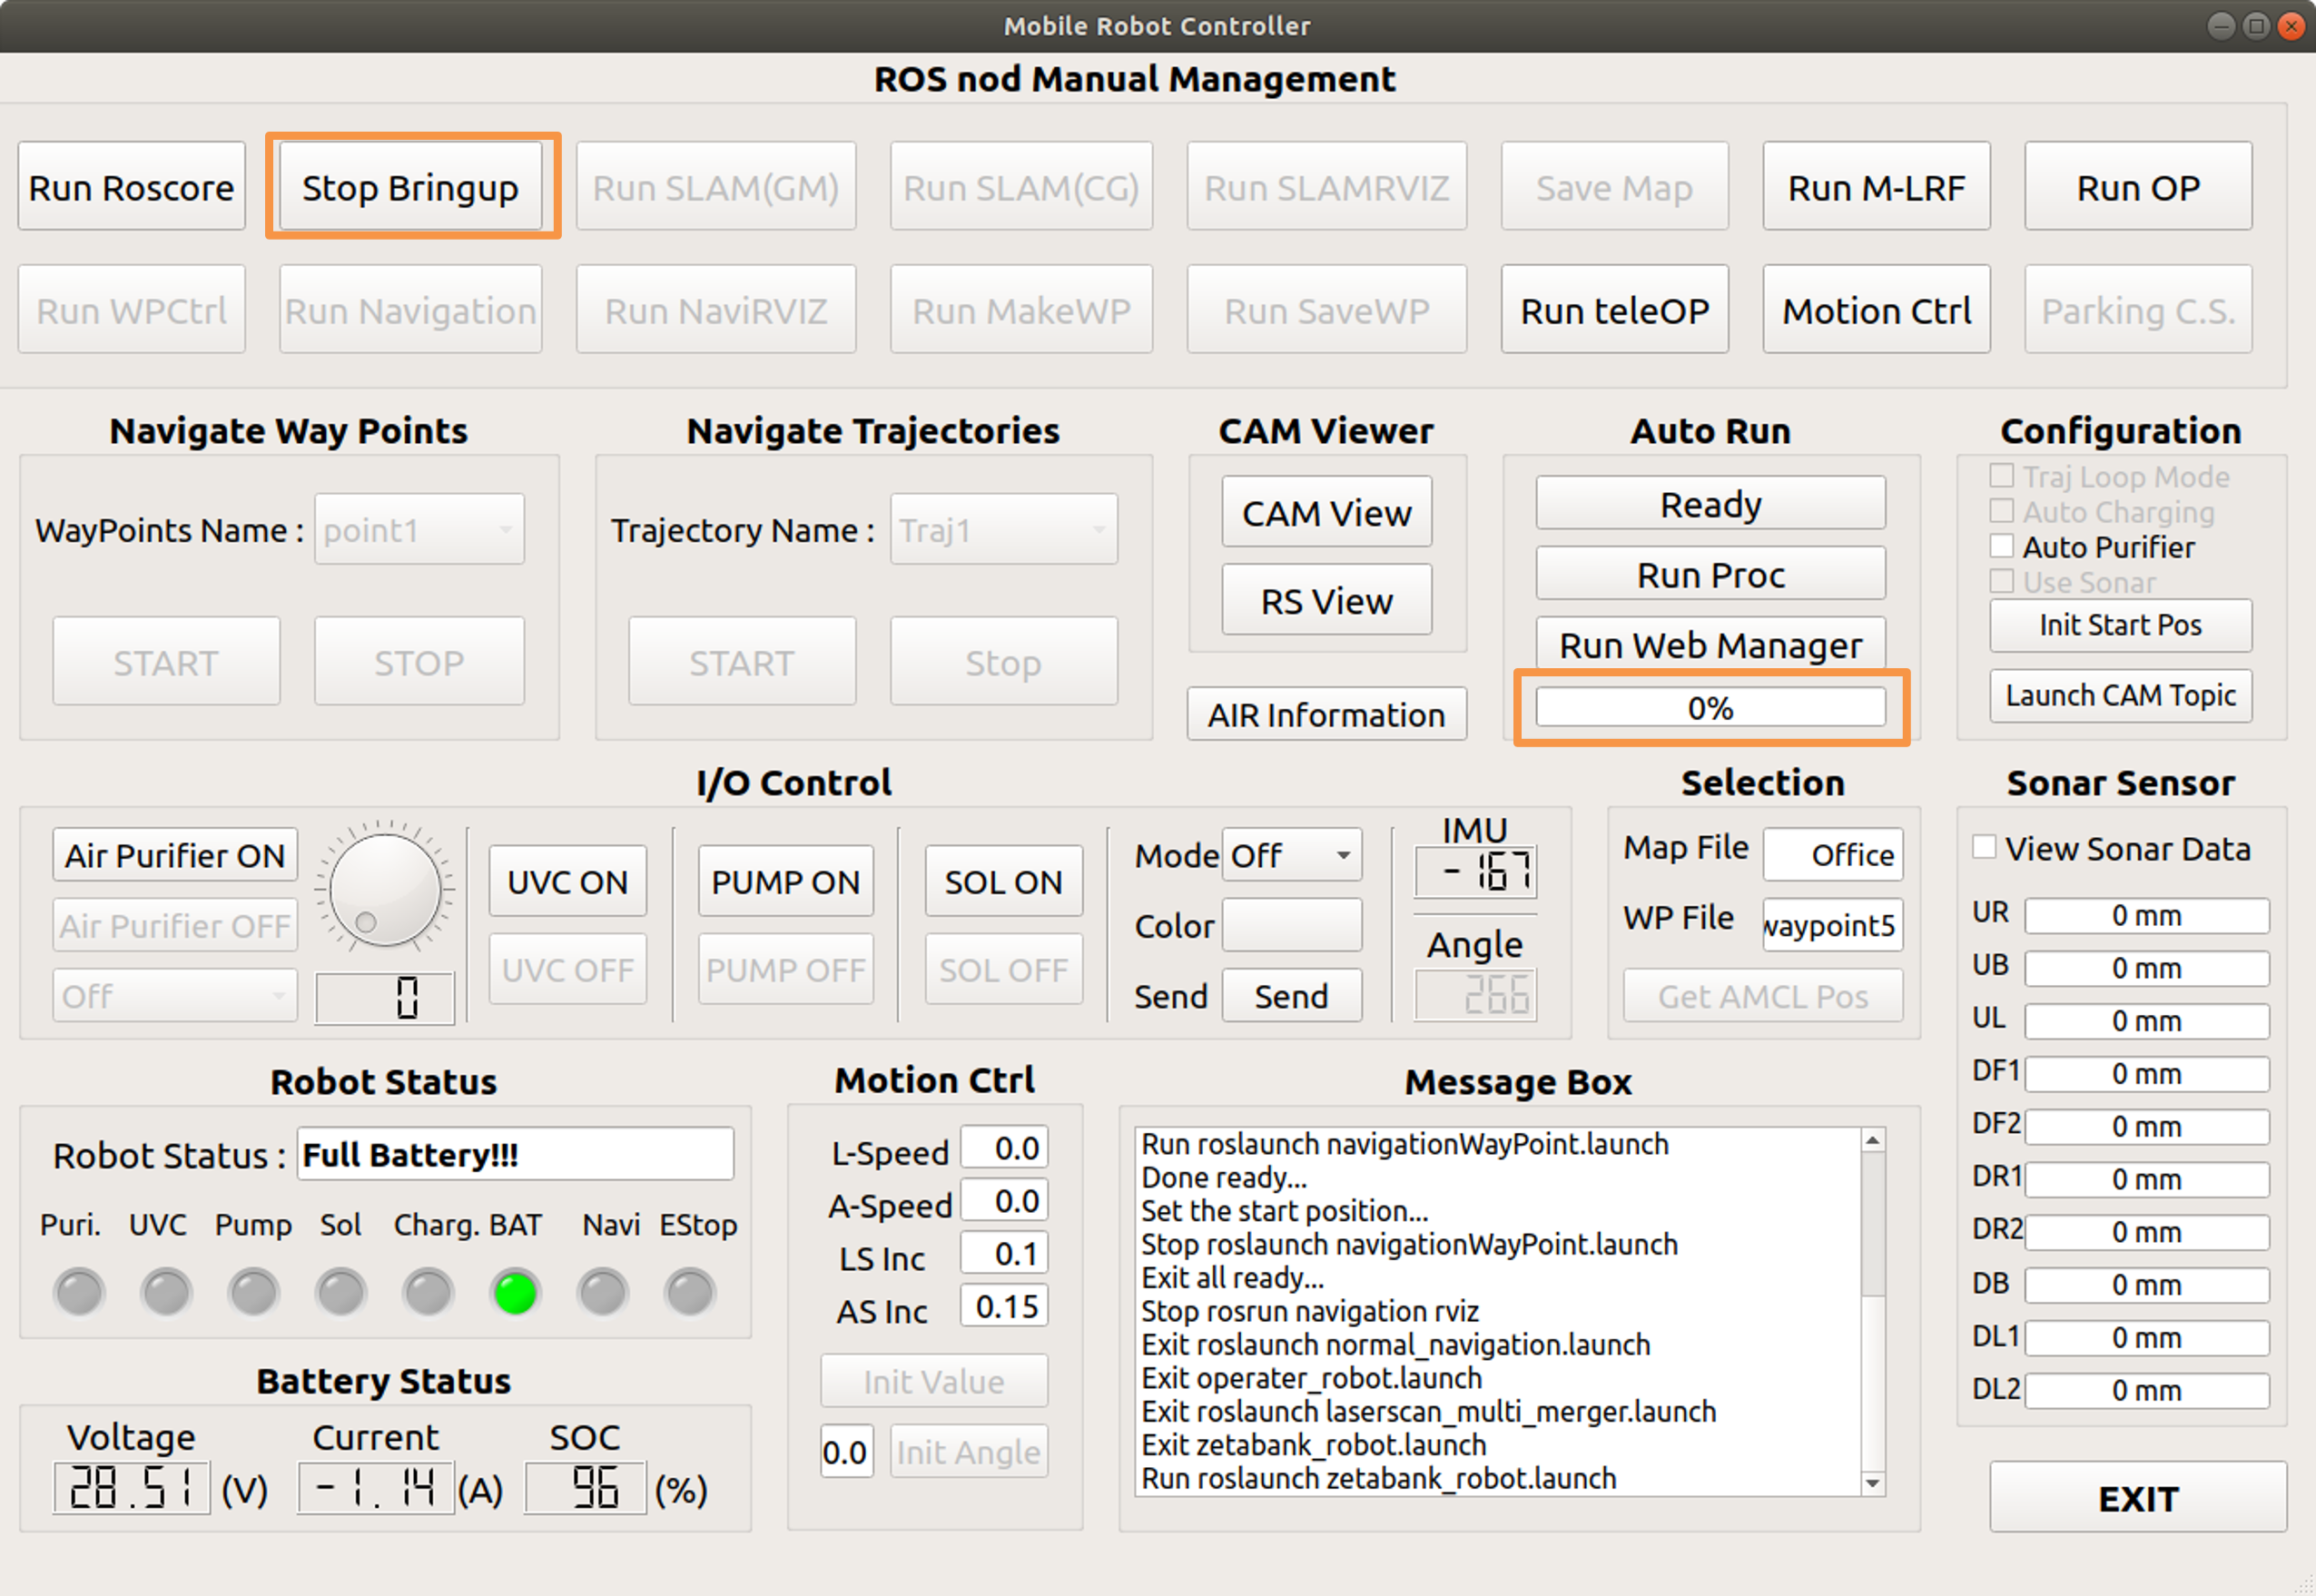 Mobile Robot Controller
ROS nod Manual Management
Run Roscore Stop Bringup Run SLAM(GM) Run SLAM(CG) Run SLAMRVIZ Save Map Run M-LRF Run OP
Run WPCtrl Run Navigation Run NaviRVIZ Run MakeWP Run SaveWP Run teleOP Motion Ctrl Parking C.S.
Navigate Way Points
WayPoints Name : point1
START STOP
Navigate Trajectories
Trajectory Name : Traj1
START Stop
CAM Viewer
CAM View
RS View
AIR Information
Auto Run
Ready
Run Proc
Run Web Manager
0%
Configuration
Traj Loop Mode
Auto Charging
Auto Purifier
Use Sonar
Init Start Pos
Launch CAM Topic
I/O Control
Air Purifier ON
Air Purifier OFF
Off
0
UVC ON
UVC OFF
PUMP ON
PUMP OFF
SOL ON
SOL OFF
Mode Off
Color
Send Send
IMU
-167
Angle
266
Selection
Map File Office
WP File waypoint5
Get AMCL Pos
Sonar Sensor
View Sonar Data
UR 0 mm
UB 0 mm
UL 0 mm
DF1 0 mm
DF2 0 mm
DR1 0 mm
DR2 0 mm
DB 0 mm
DL1 0 mm
DL2 0 mm
Robot Status
Robot Status : Full Battery!!!
Puri. UVC Pump Sol Charg. BAT Navi EStop
Battery Status
Voltage Current SOC
28.51 (V) -1.14 (A) 96 (%)
Motion Ctrl
L-Speed 0.0
A-Speed 0.0
LS Inc 0.1
AS Inc 0.15
Init Value
0.0 Init Angle
Message Box
Run roslaunch navigationWayPoint.launch
Done ready...
Set the start position...
Stop roslaunch navigationWayPoint.launch
Exit all ready...
Stop rosrun navigation rviz
Exit roslaunch normal_navigation.launch
Exit operater_robot.launch
Exit roslaunch laserscan_multi_merger.launch
Exit zetabank_robot.launch
Run roslaunch zetabank_robot.launch
EXIT